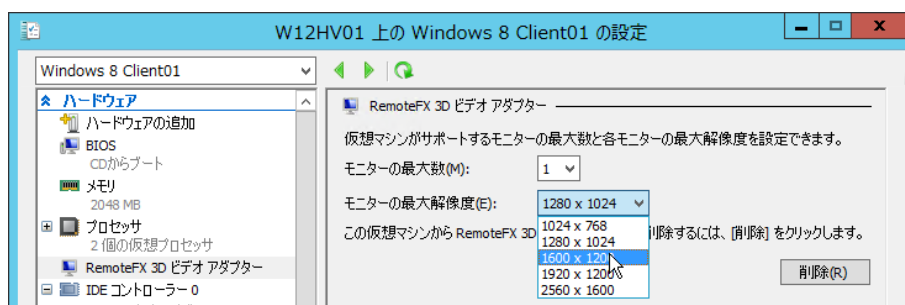 W12HV01 上の Windows 8 Client01 の設定
Windows 8 Client01
ハードウェア
ハードウェアの追加
BIOS
CDからブート
メモリ
2048 MB
プロセッサ
2 個の仮想プロセッサ
RemoteFX 3D ビデオ アダプター
IDE コントローラー 0
RemoteFX 3D ビデオ アダプター
仮想マシンがサポートするモニターの最大数と各モニターの最大解像度を設定できます。
モニターの最大数(M): 1
モニターの最大解像度(E): 1280 x 1024
1024 x 768
1280 x 1024
1600 x 1200
1920 x 1200
2560 x 1600
この仮想マシンから RemoteFX 3D 削除するには、[削除] をクリックします。
削除(R)